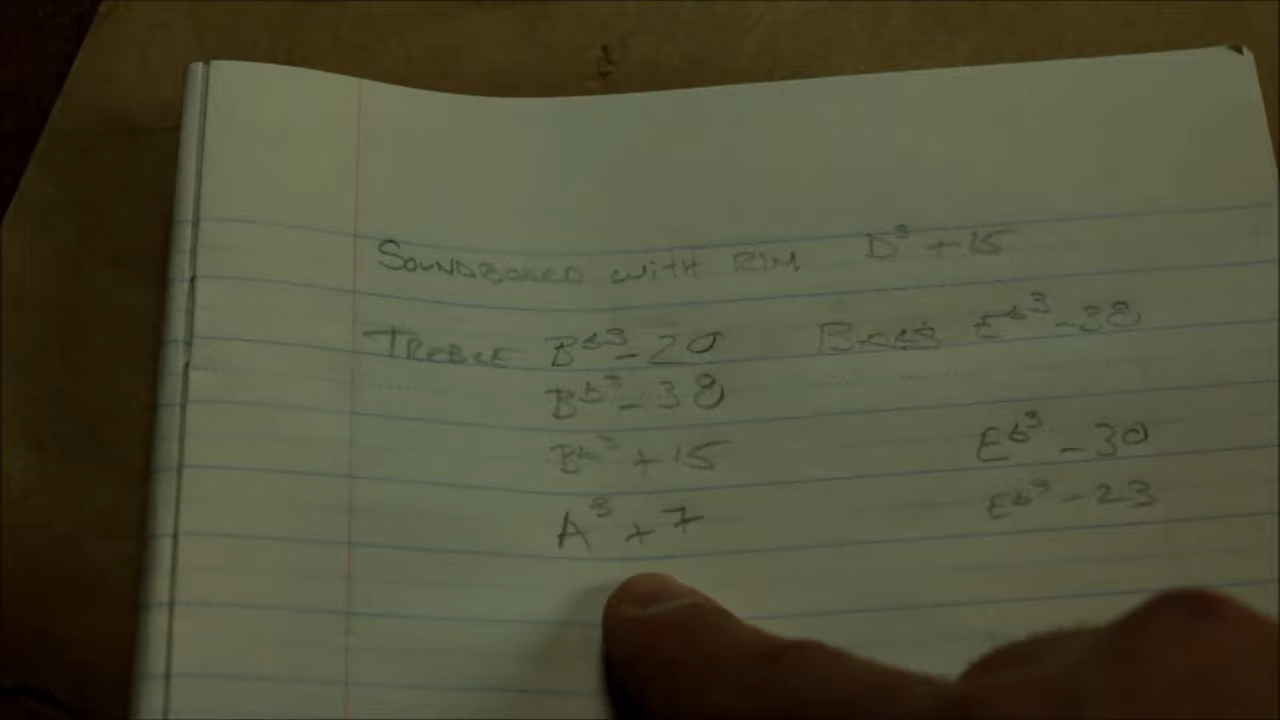 SOUNDBOARD WITH RIM D³ +15
TREBLE Bb³ -20 BASS Eb³ -38
Bb³ -38
Bb³ +15 Eb³ -30
A³ +7 Eb³ -23